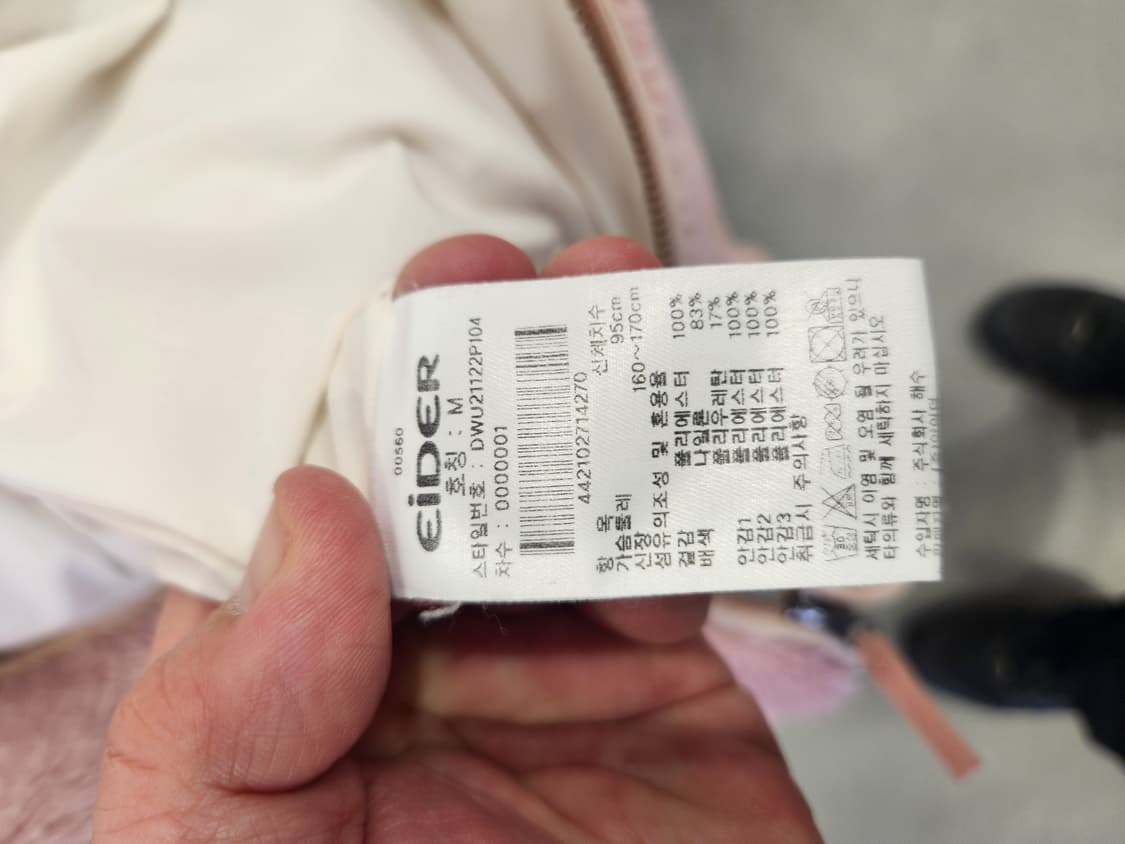 00560
EiDER
호칭 : M
스타일번호 : DWU21122PI04
차수 : 0000001
442102714270
항 목 신체치수
가슴둘레 95cm
신장 160~170cm
섬유의조성 및 혼용율
겉감 폴리에스터 100%
배색 나일론 83%
폴리우레탄 17%
안감1 폴리에스터 100%
안감2 폴리에스터 100%
안감3 폴리에스터 100%
취급시 주의사항
세탁시 이염 및 오염 될 우려가 있으니
타의류와 함께 세탁하지 마십시오
수입자명 : 주식회사 해수